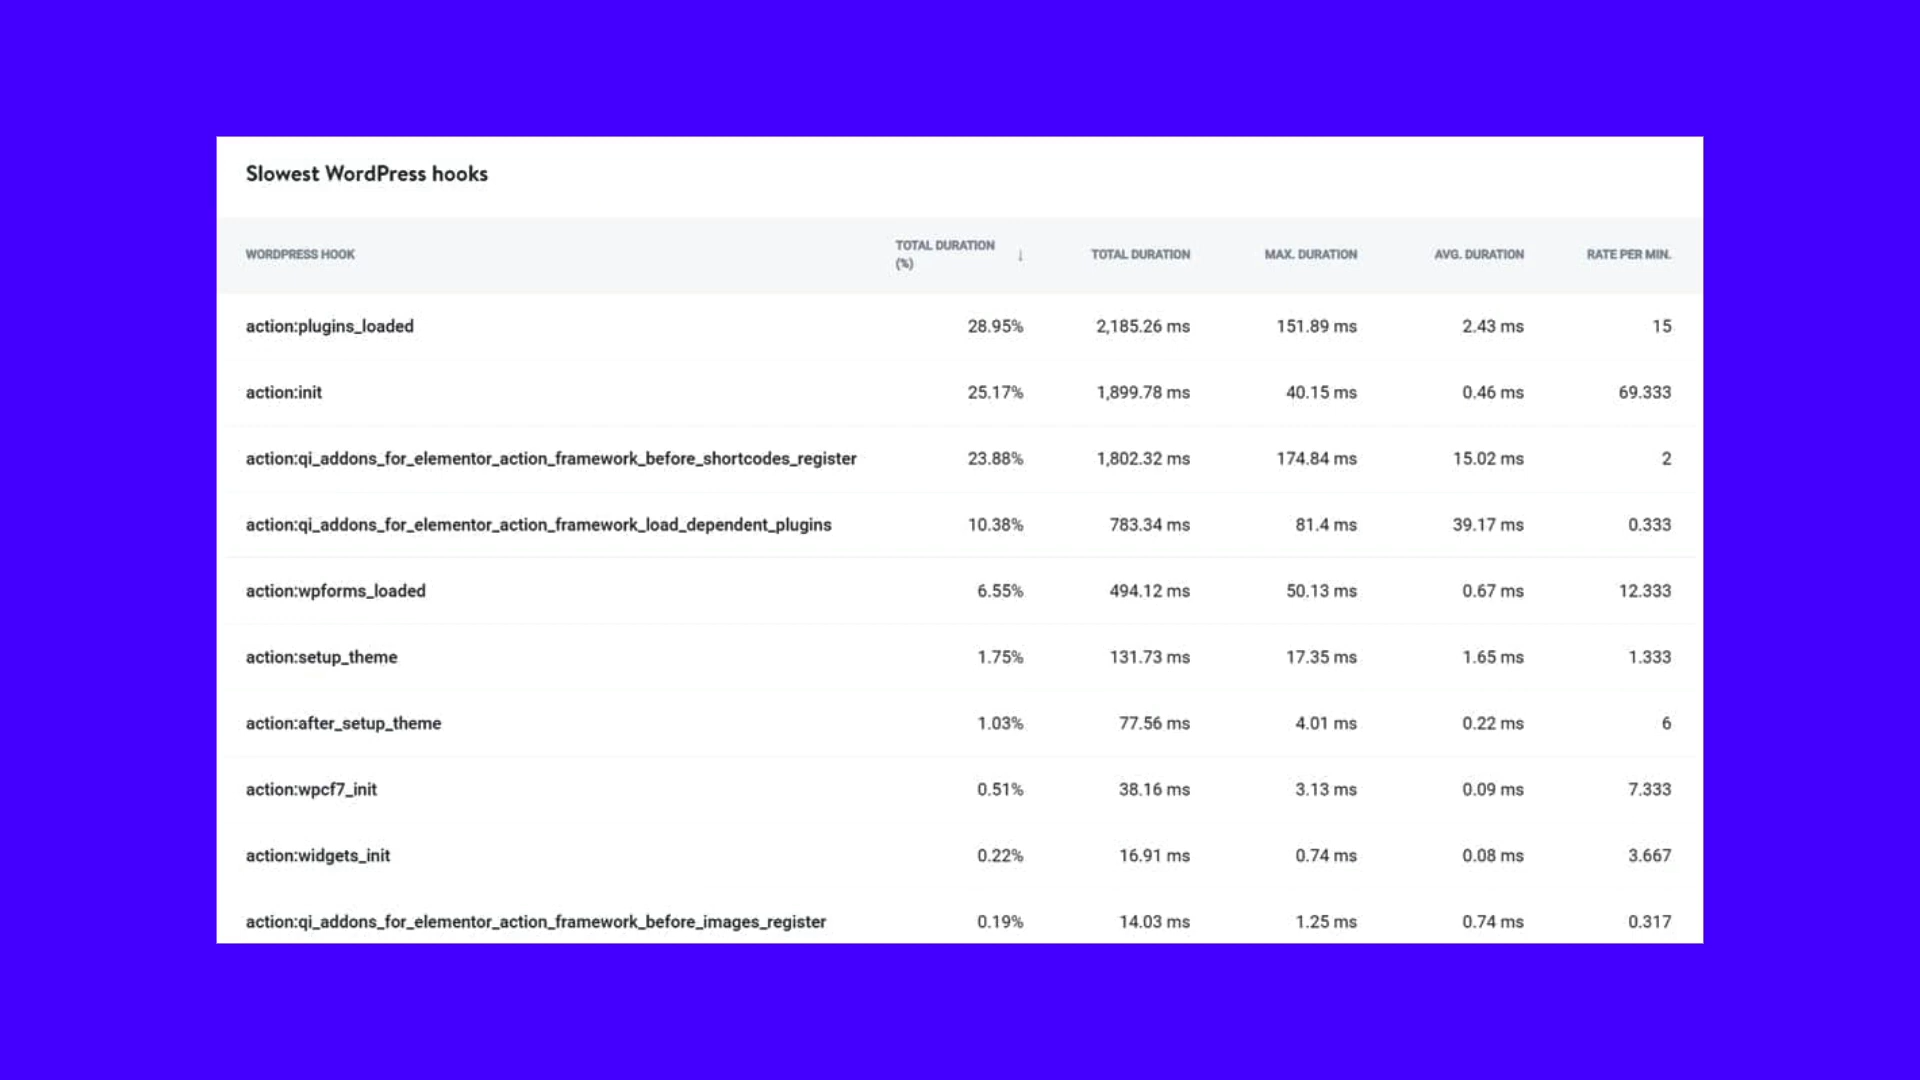 Slowest WordPress hooks
WORDPRESS HOOK TOTAL DURATION (%) ↓ TOTAL DURATION MAX. DURATION AVG. DURATION RATE PER MIN.
action:plugins_loaded 28.95% 2,185.26 ms 151.89 ms 2.43 ms 15
action:init 25.17% 1,899.78 ms 40.15 ms 0.46 ms 69.333
action:qi_addons_for_elementor_action_framework_before_shortcodes_register 23.88% 1,802.32 ms 174.84 ms 15.02 ms 2
action:qi_addons_for_elementor_action_framework_load_dependent_plugins 10.38% 783.34 ms 81.4 ms 39.17 ms 0.333
action:wpforms_loaded 6.55% 494.12 ms 50.13 ms 0.67 ms 12.333
action:setup_theme 1.75% 131.73 ms 17.35 ms 1.65 ms 1.333
action:after_setup_theme 1.03% 77.56 ms 4.01 ms 0.22 ms 6
action:wpcf7_init 0.51% 38.16 ms 3.13 ms 0.09 ms 7.333
action:widgets_init 0.22% 16.91 ms 0.74 ms 0.08 ms 3.667
action:qi_addons_for_elementor_action_framework_before_images_register 0.19% 14.03 ms 1.25 ms 0.74 ms 0.317